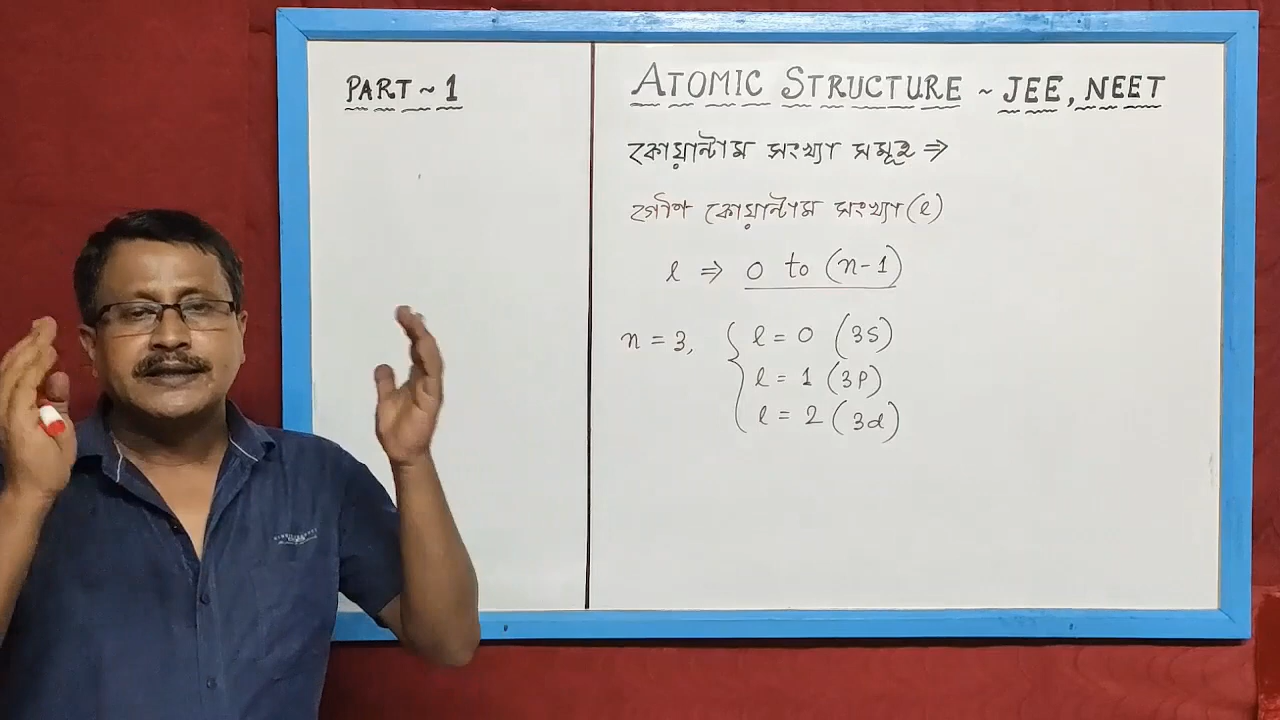 PART ~ 1
ATOMIC STRUCTURE ~ JEE, NEET
কোয়ান্টাম সংখ্যা সমূহ ⇒
গৌণ কোয়ান্টাম সংখ্যা (l)
l ⇒ 0 to (n-1)
n = 3, { l = 0 (3s)
l = 1 (3p)
l = 2 (3d)